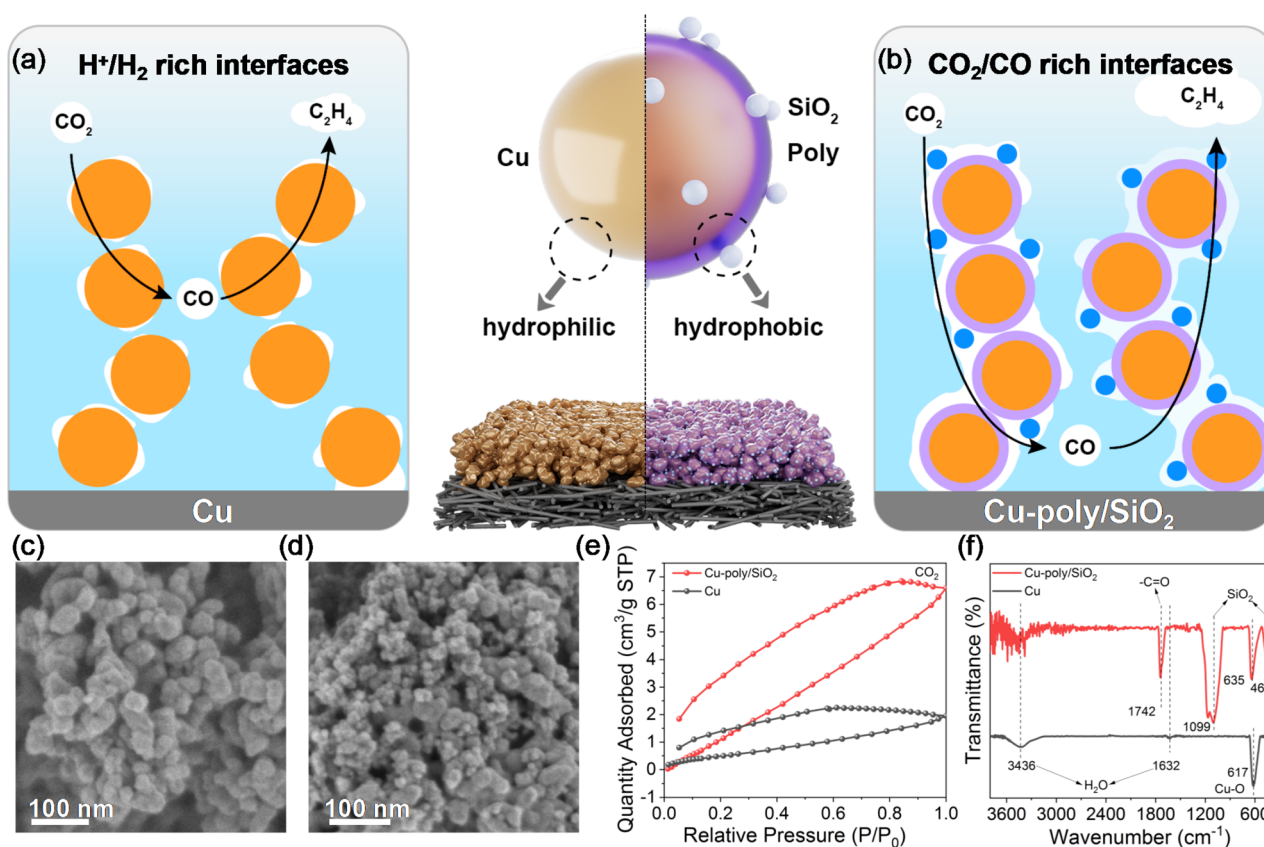 (a)
H⁺/H₂ rich interfaces
CO₂
C₂H₄
CO
Cu
Cu
SiO₂
Poly
hydrophilic
hydrophobic
(b)
CO₂/CO rich interfaces
CO₂
C₂H₄
CO
Cu-poly/SiO₂
(c)
100 nm
(d)
100 nm
(e)
Quantity Adsorbed (cm³/g STP)
7
6
5
4
3
2
1
0
-1
Cu-poly/SiO₂
Cu
CO₂
0.0 0.2 0.4 0.6 0.8 1.0
Relative Pressure (P/P₀)
(f)
Transmittance (%)
Cu-poly/SiO₂
Cu
-C=O
SiO₂
1742
1099
635
46
3436
1632
H₂O
617
Cu-O
3600 3000 2400 1800 1200 600
Wavenumber (cm⁻¹)